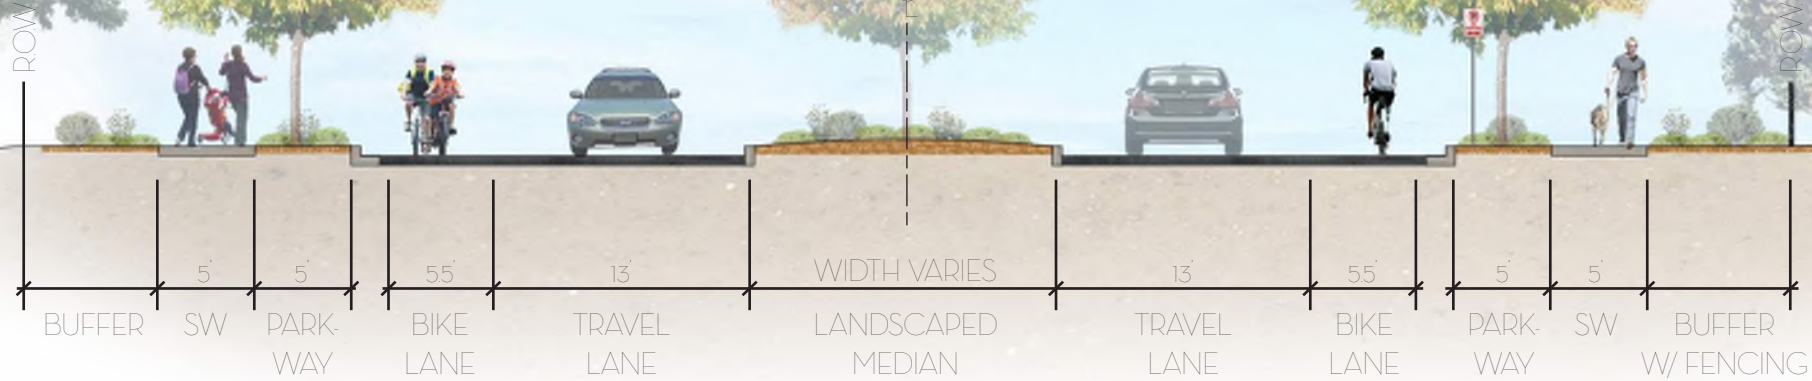 ROW
ROW
5' 5' 5.5' 13' WIDTH VARIES 13' 5.5' 5' 5'
BUFFER SW PARK- BIKE TRAVEL LANDSCAPED TRAVEL BIKE PARK- SW BUFFER
WAY LANE LANE MEDIAN LANE LANE WAY W/ FENCING